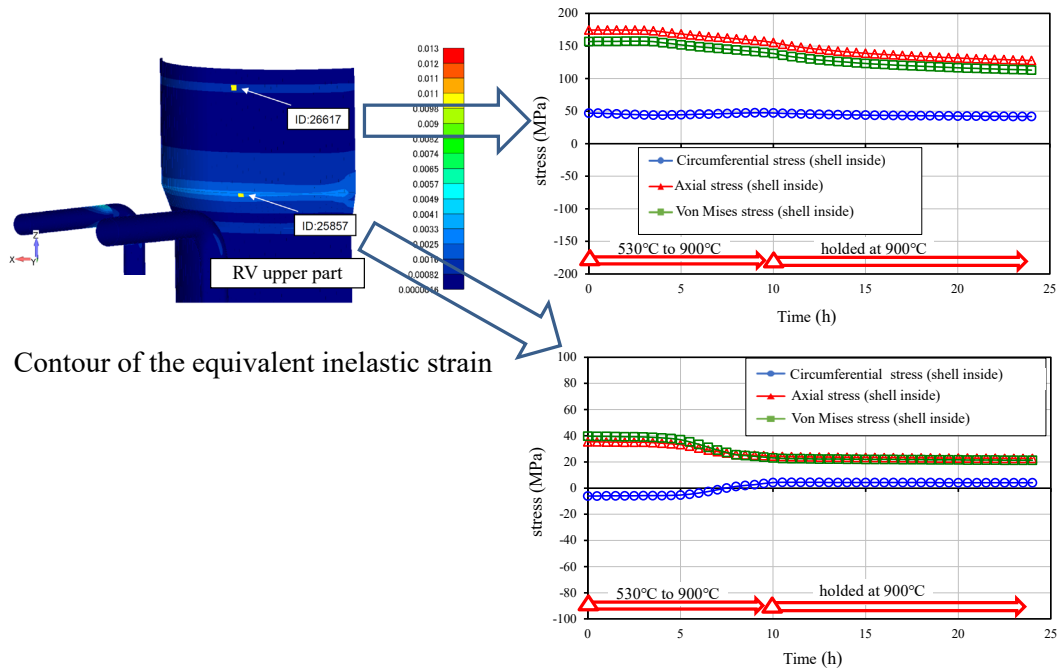 0.013
0.012
0.011
0.011
0.0098
0.009
0.0082
0.0074
0.0065
0.0057
0.0049
0.0041
0.0033
0.0025
0.0016
0.00082
0.0000016
ID:26617
ID:25857
RV upper part
Z
X
Y
Contour of the equivalent inelastic strain
200
150
100
50
0
-50
-100
-150
-200
stress (MPa)
Circumferential stress (shell inside)
Axial stress (shell inside)
Von Mises stress (shell inside)
530℃ to 900℃
holded at 900℃
0 5 10 15 20 25
Time (h)
100
80
60
40
20
0
-20
-40
-60
-80
-100
stress (MPa)
Circumferential stress (shell inside)
Axial stress (shell inside)
Von Mises stress (shell inside)
530℃ to 900℃
holded at 900℃
0 5 10 15 20 25
Time (h)